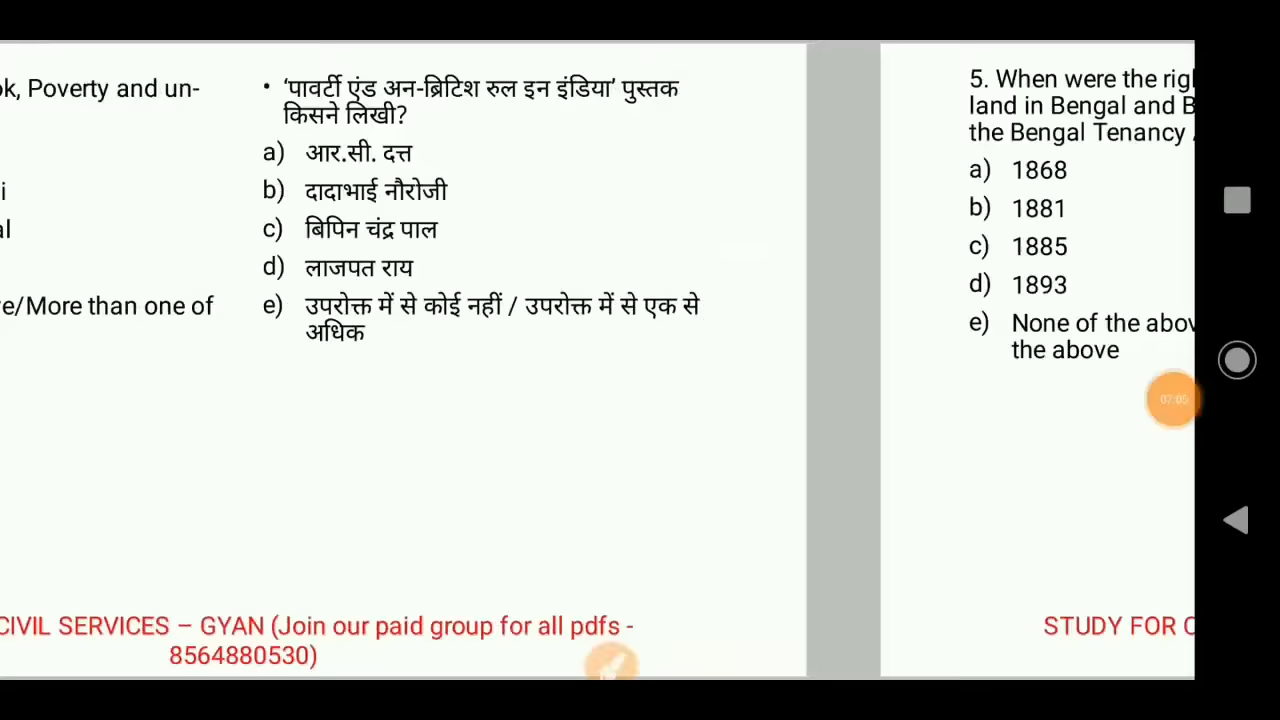 ok, Poverty and un-
i
al
ve/More than one of
• ‘पावर्टी एंड अन-ब्रिटिश रुल इन इंडिया’ पुस्तक
किसने लिखी?
a) आर.सी. दत्त
b) दादाभाई नौरोजी
c) बिपिन चंद्र पाल
d) लाजपत राय
e) उपरोक्त में से कोई नहीं / उपरोक्त में से एक से
अधिक
CIVIL SERVICES – GYAN (Join our paid group for all pdfs -
8564880530)
5. When were the rig
land in Bengal and B
the Bengal Tenancy
a) 1868
b) 1881
c) 1885
d) 1893
e) None of the abov
the above
07:05
STUDY FOR C